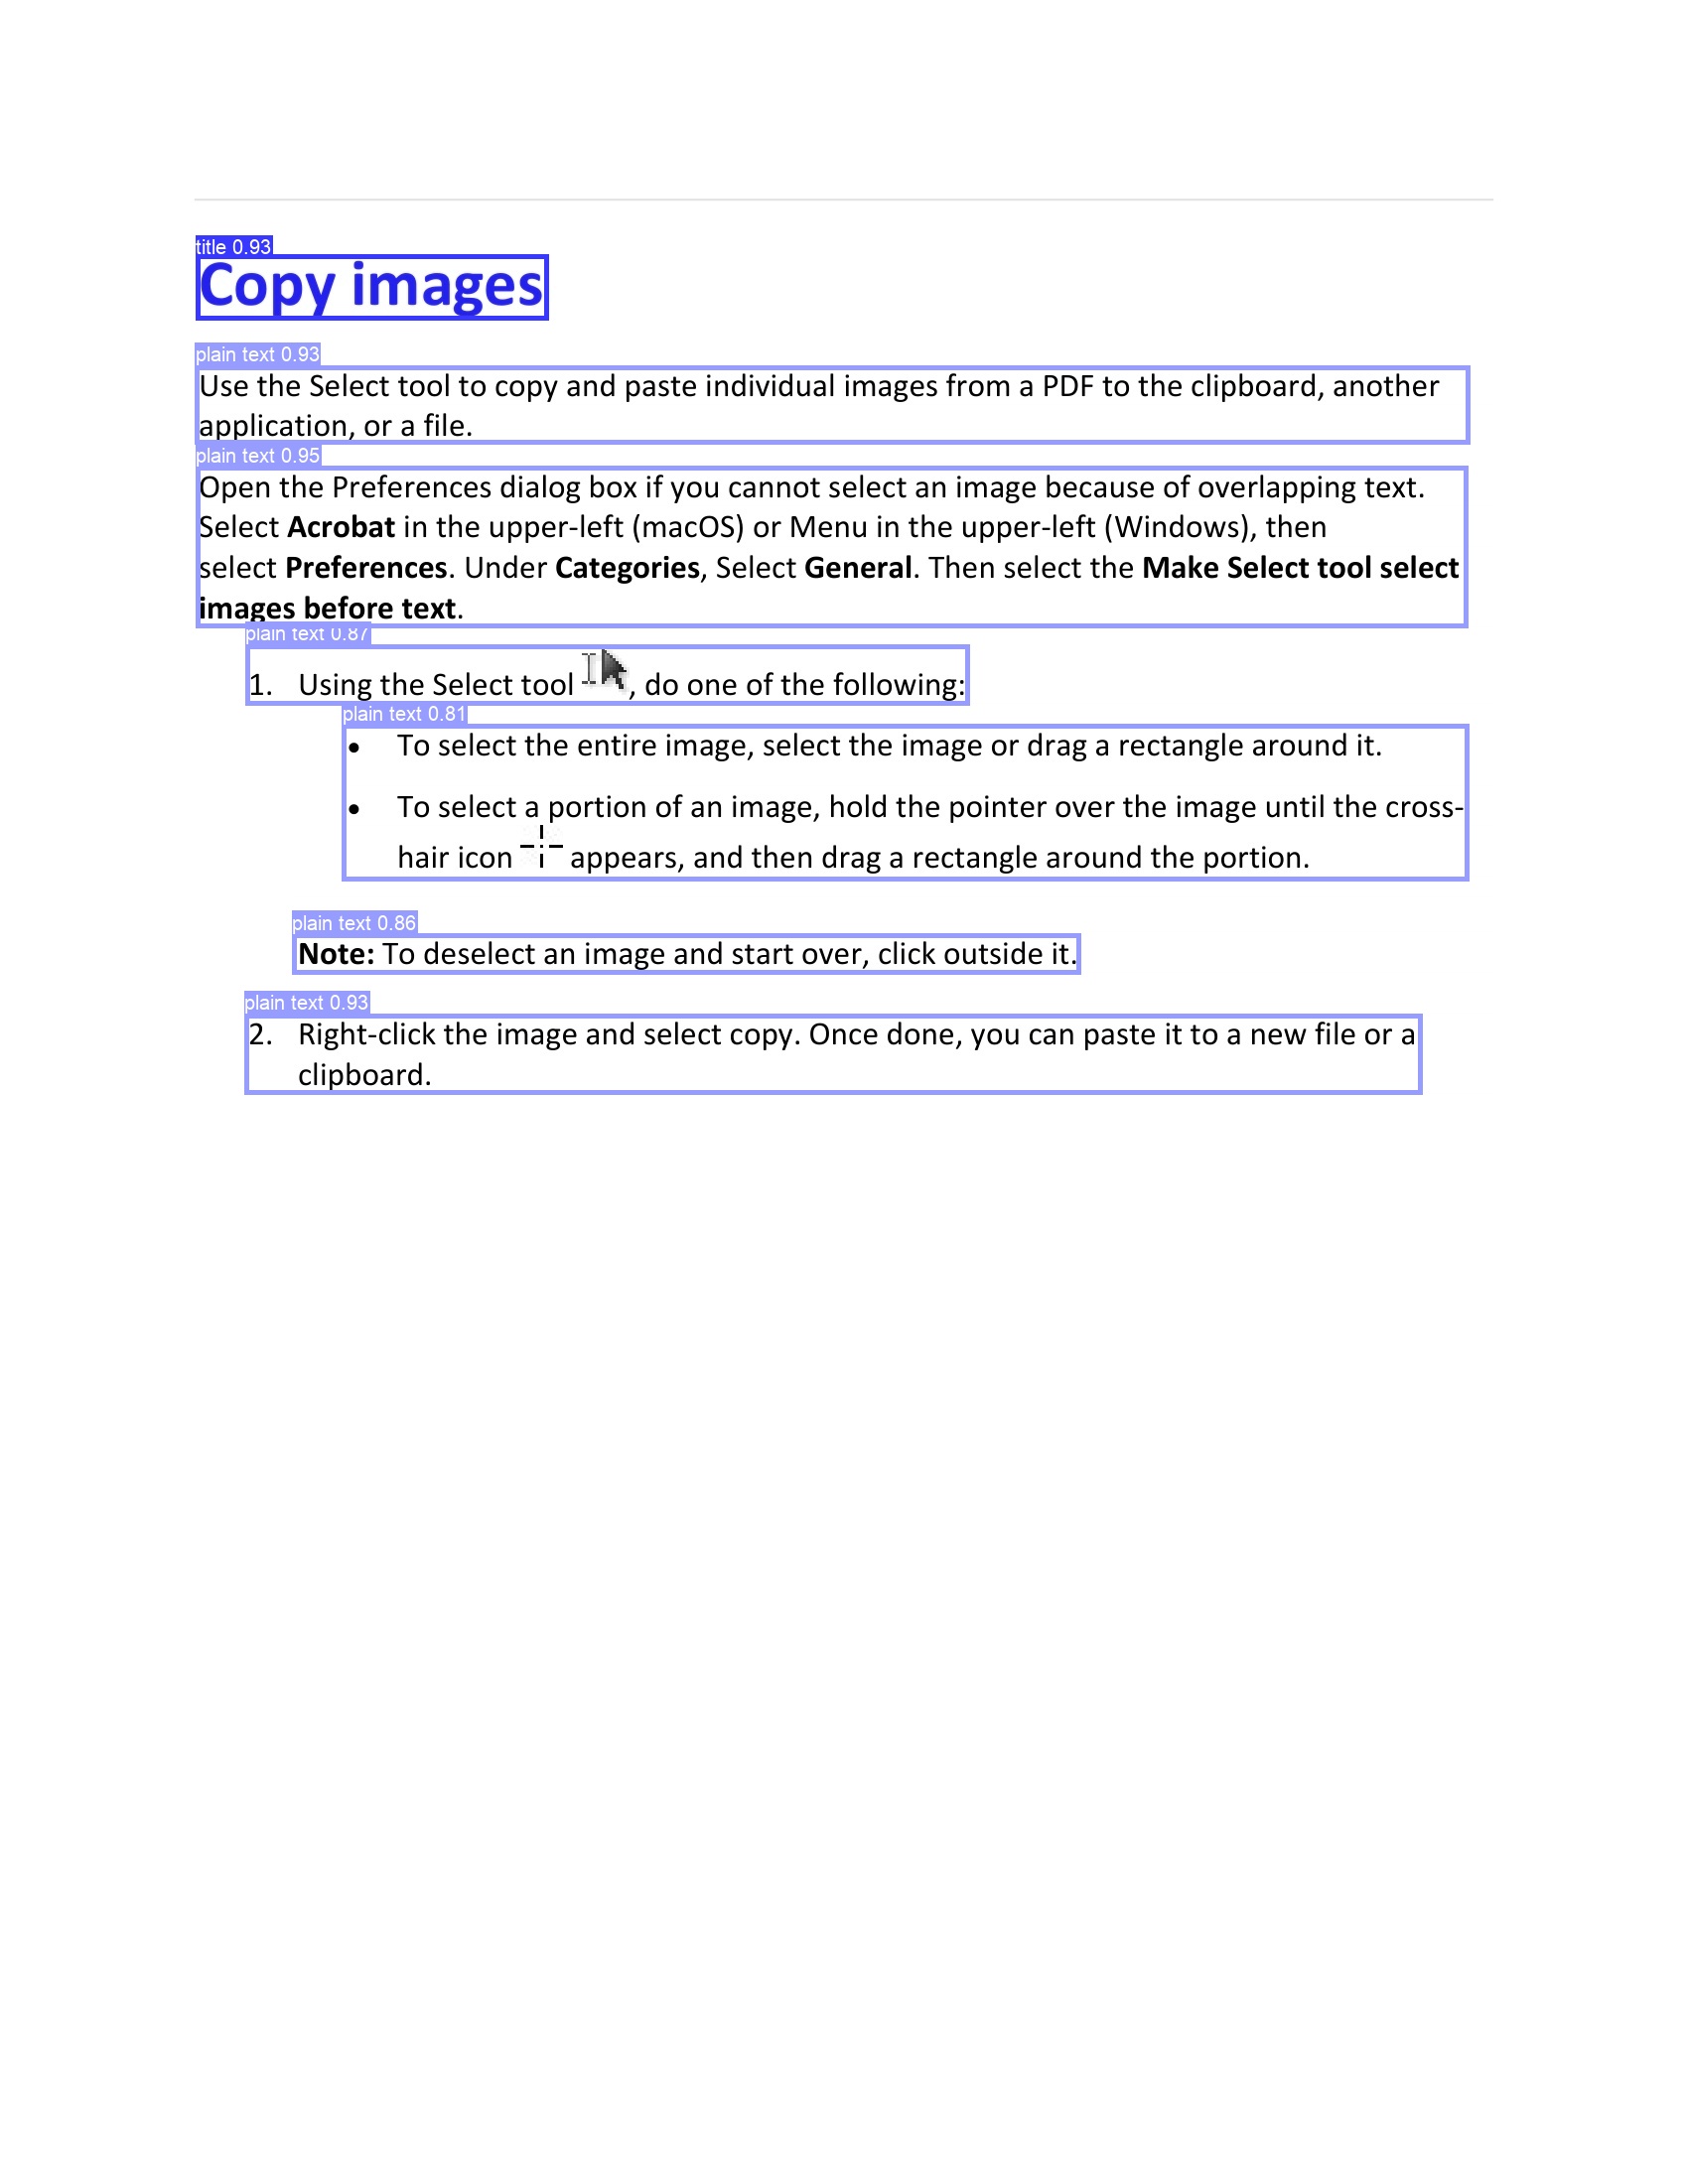 title 0.93
Copy images
plain text 0.93
Use the Select tool to copy and paste individual images from a PDF to the clipboard, another
application, or a file.
plain text 0.95
Open the Preferences dialog box if you cannot select an image because of overlapping text.
Select Acrobat in the upper-left (macOS) or Menu in the upper-left (Windows), then
select Preferences. Under Categories, Select General. Then select the Make Select tool select
images before text.
plain text 0.87
1. Using the Select tool , do one of the following:
plain text 0.81
• To select the entire image, select the image or drag a rectangle around it.
• To select a portion of an image, hold the pointer over the image until the cross-
hair icon appears, and then drag a rectangle around the portion.
plain text 0.86
Note: To deselect an image and start over, click outside it.
plain text 0.93
2. Right-click the image and select copy. Once done, you can paste it to a new file or a
clipboard.